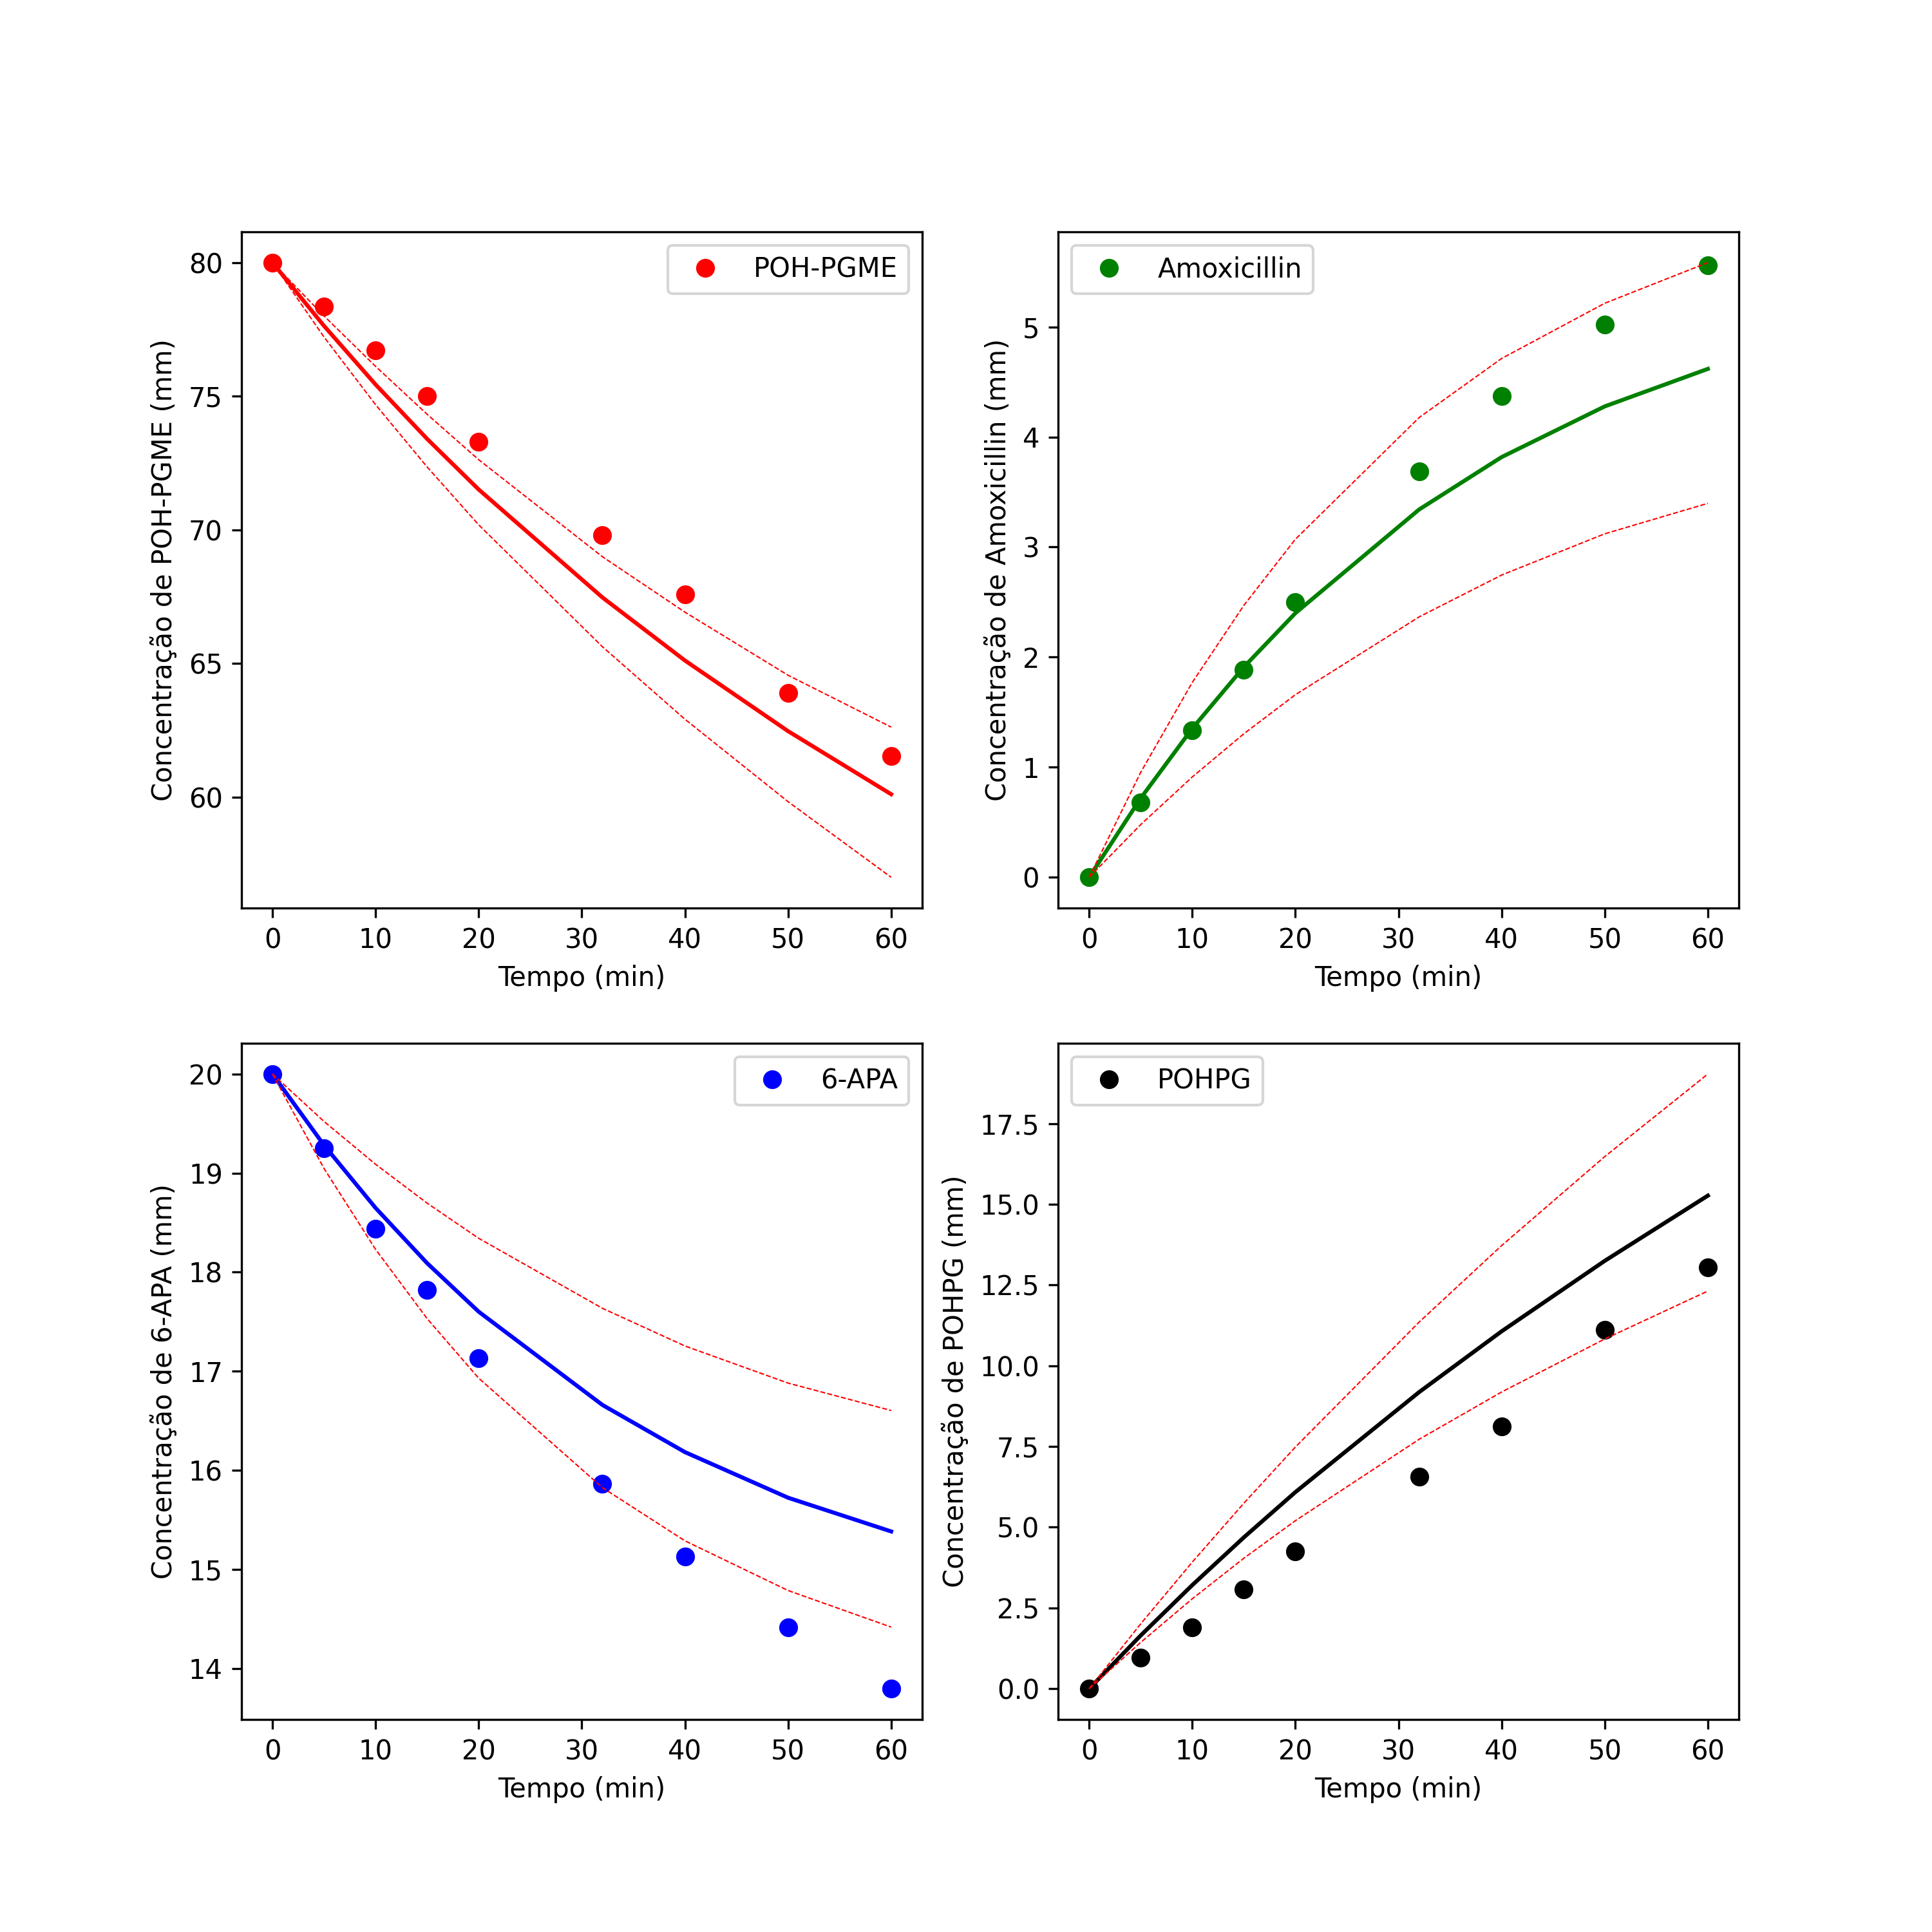 POH-PGME
Concentração de POH-PGME (mm)
80
75
70
65
60
0 10 20 30 40 50 60
Tempo (min)
Amoxicillin
Concentração de Amoxicillin (mm)
5
4
3
2
1
0
0 10 20 30 40 50 60
Tempo (min)
6-APA
Concentração de 6-APA (mm)
20
19
18
17
16
15
14
0 10 20 30 40 50 60
Tempo (min)
POHPG
Concentração de POHPG (mm)
17.5
15.0
12.5
10.0
7.5
5.0
2.5
0.0
0 10 20 30 40 50 60
Tempo (min)